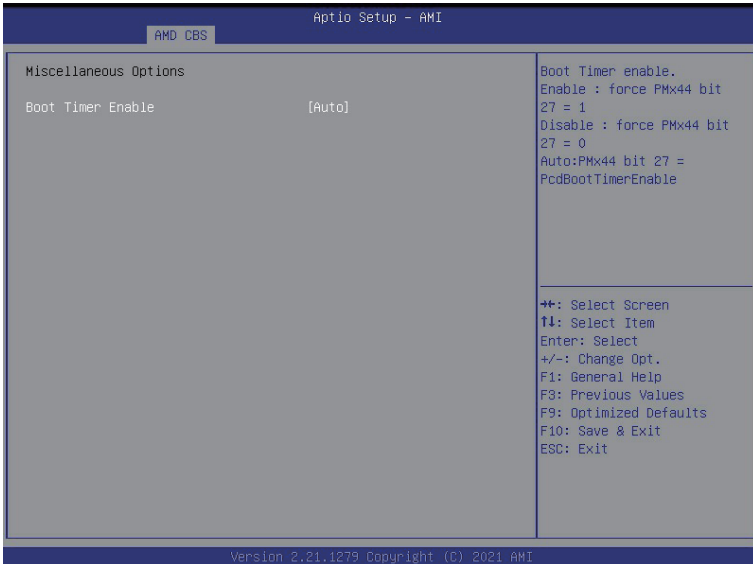 Aptio Setup – AMI
AMD CBS
Miscellaneous Options
Boot Timer Enable [Auto]
Boot Timer enable.
Enable : force PMx44 bit
27 = 1
Disable : force PMx44 bit
27 = 0
Auto:PMx44 bit 27 =
PcdBootTimerEnable
→←: Select Screen
↑↓: Select Item
Enter: Select
+/-: Change Opt.
F1: General Help
F3: Previous Values
F9: Optimized Defaults
F10: Save & Exit
ESC: Exit
Version 2.21.1279 Copyright (C) 2021 AMI